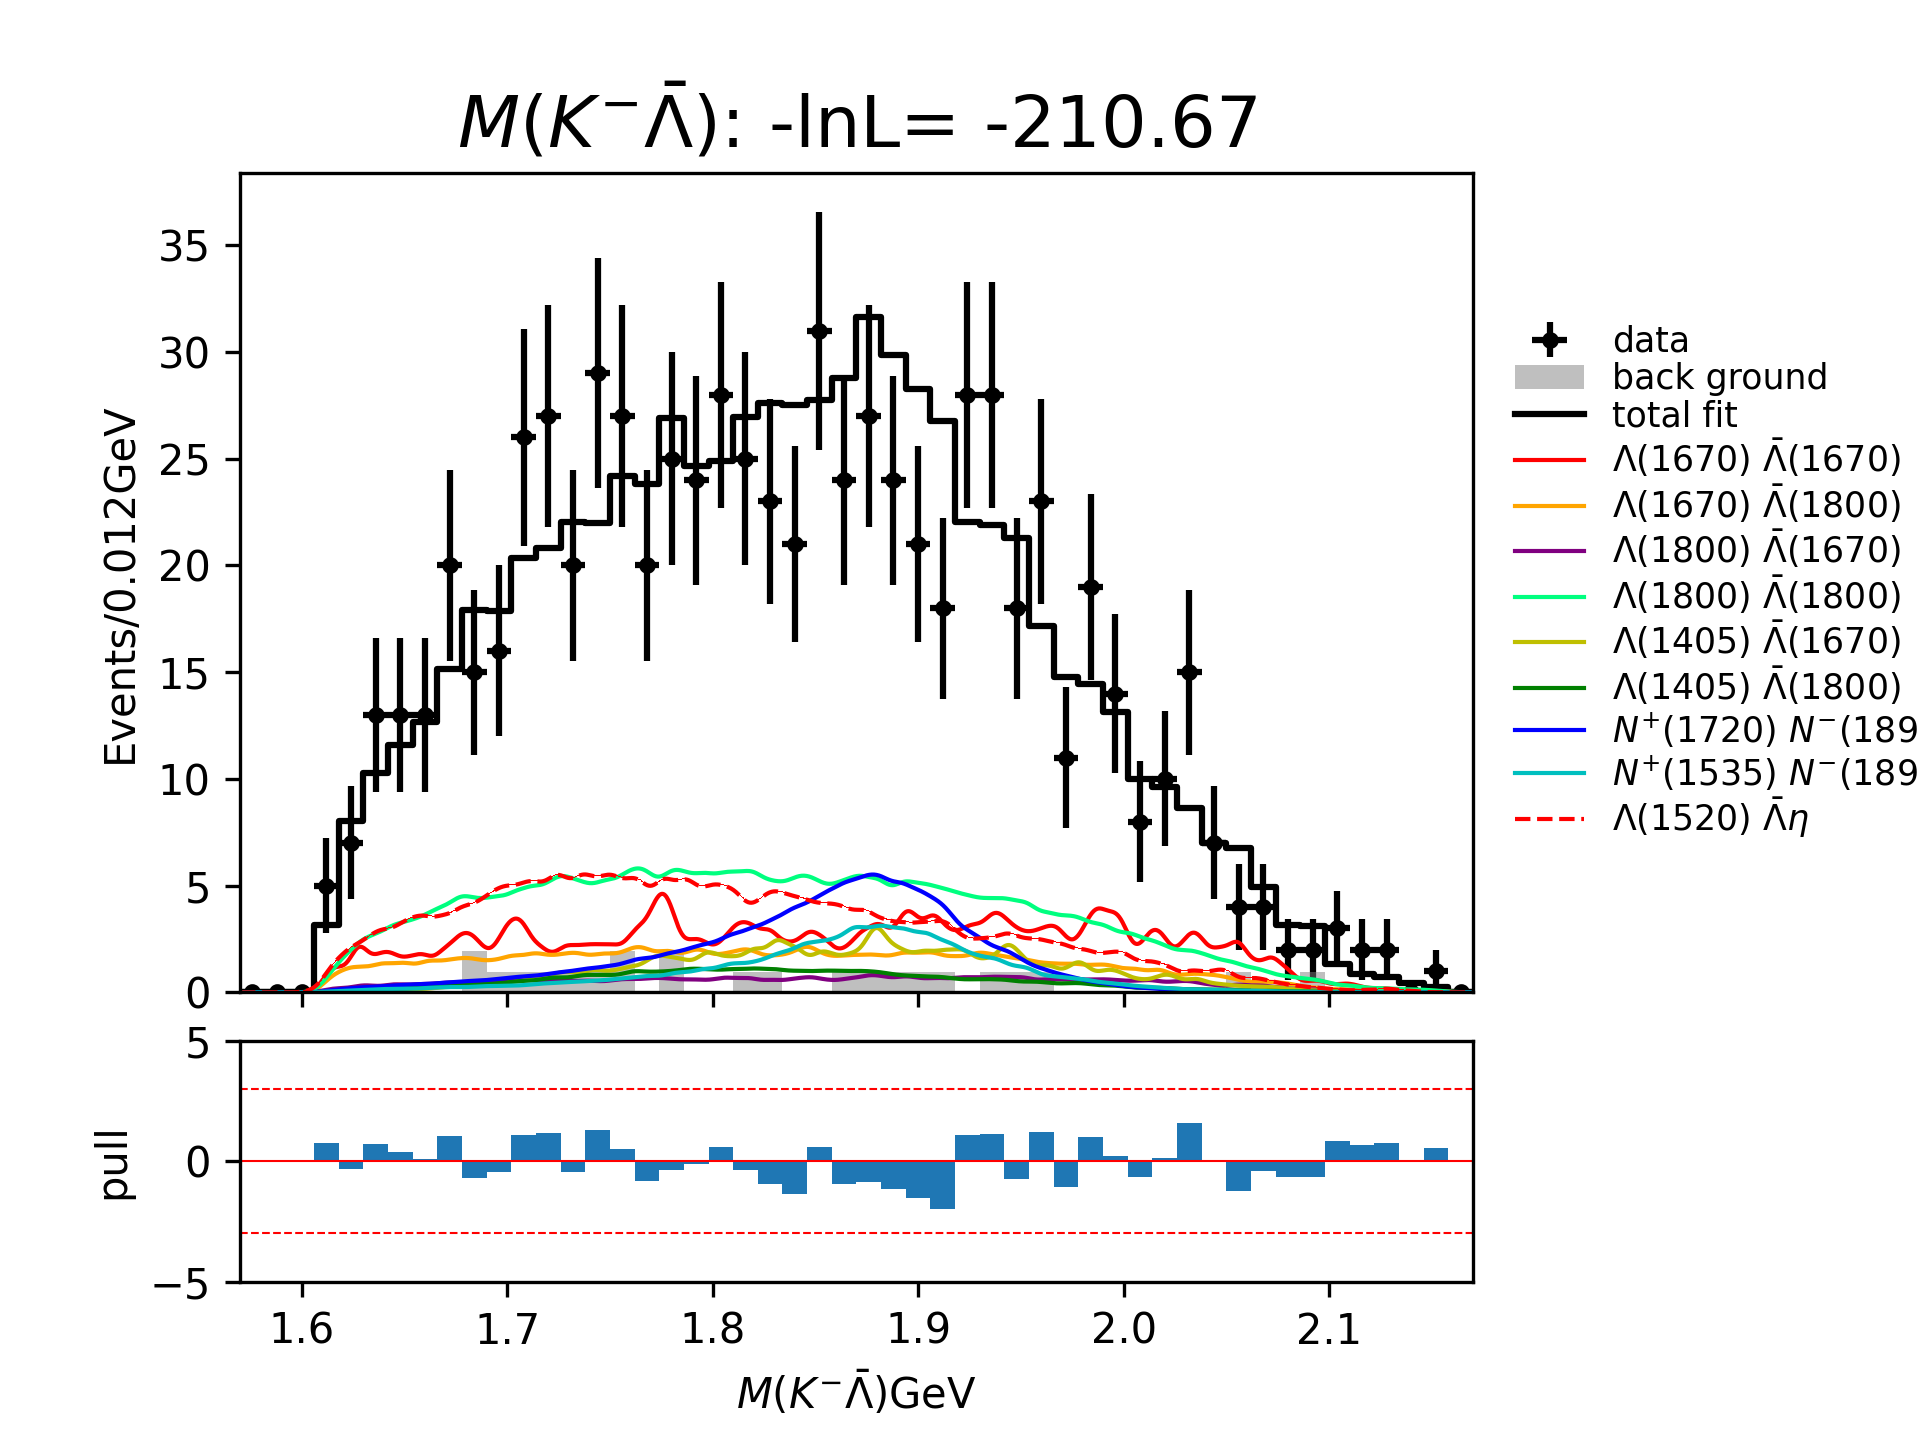 M(K⁻Λ̄): -lnL= -210.67
Events/0.012GeV
35
30
25
20
15
10
5
0
data
back ground
total fit
Λ(1670) Λ̄(1670)
Λ(1670) Λ̄(1800)
Λ(1800) Λ̄(1670)
Λ(1800) Λ̄(1800)
Λ(1405) Λ̄(1670)
Λ(1405) Λ̄(1800)
N⁺(1720) N⁻(189
N⁺(1535) N⁻(189
Λ(1520) Λ̄η
pull
5
0
−5
1.6 1.7 1.8 1.9 2.0 2.1
M(K⁻Λ̄)GeV